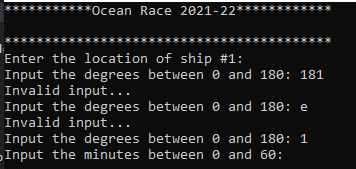 ***********Ocean Race 2021-22************
*****************************************
Enter the location of ship #1:
Input the degrees between 0 and 180: 181
Invalid input...
Input the degrees between 0 and 180: e
Invalid input...
Input the degrees between 0 and 180: 1
Input the minutes between 0 and 60: